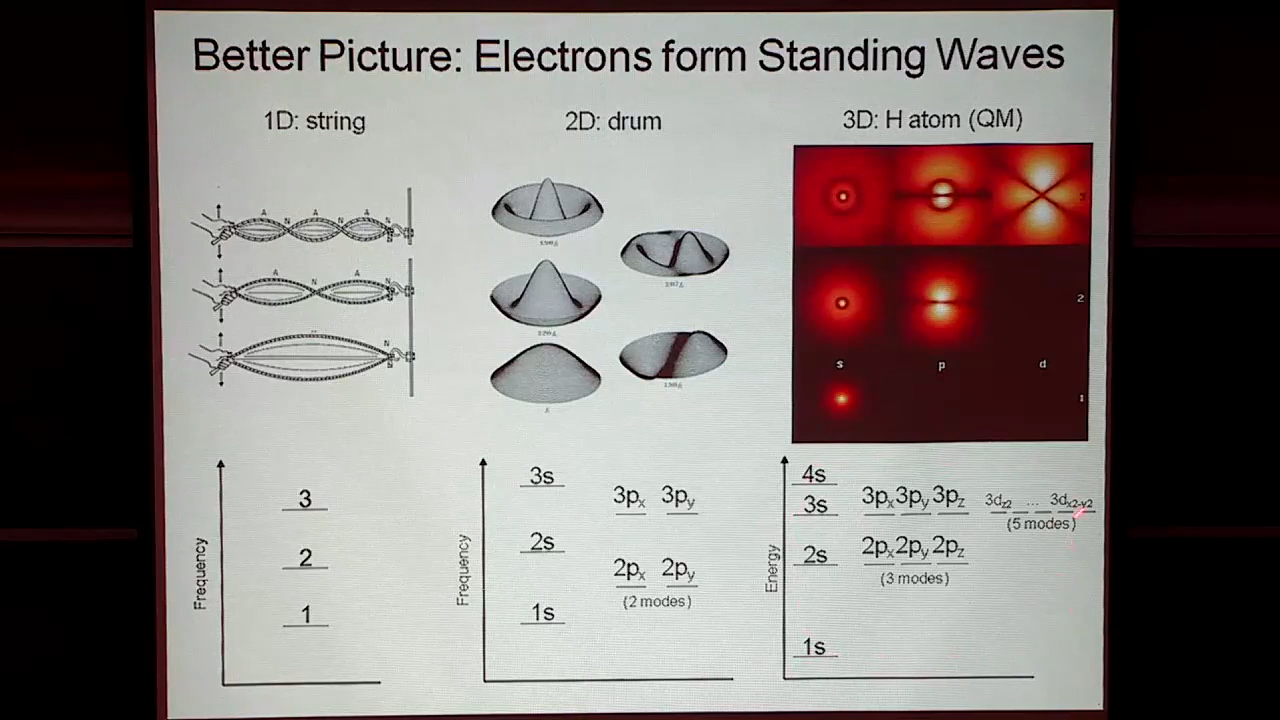 Better Picture: Electrons form Standing Waves
1D: string
2D: drum
3D: H atom (QM)
A N A N A N
A N A N
N
3
2
s p d
1
Frequency
3
2
1
Frequency
3s
3px 3py
2s
2px 2py
(2 modes)
1s
Energy
4s
3s 3px 3py 3pz 3dz2 ... 3dx2-y2
(5 modes)
2s 2px 2py 2pz
(3 modes)
1s